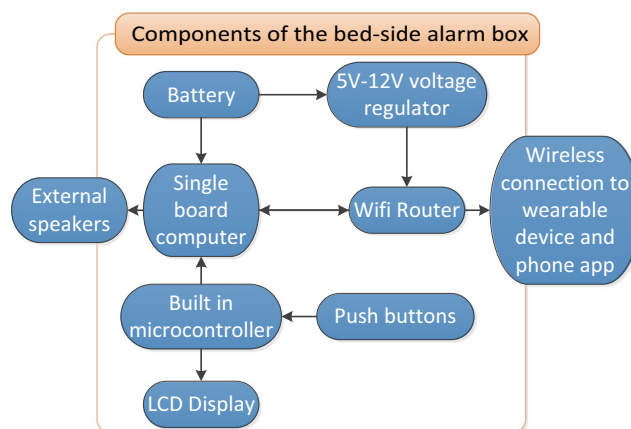 Components of the bed-side alarm box
Battery
5V-12V voltage
regulator
External
speakers
Single
board
computer
Wifi Router
Wireless
connection to
wearable
device and
phone app
Built in
microcontroller
Push buttons
LCD Display